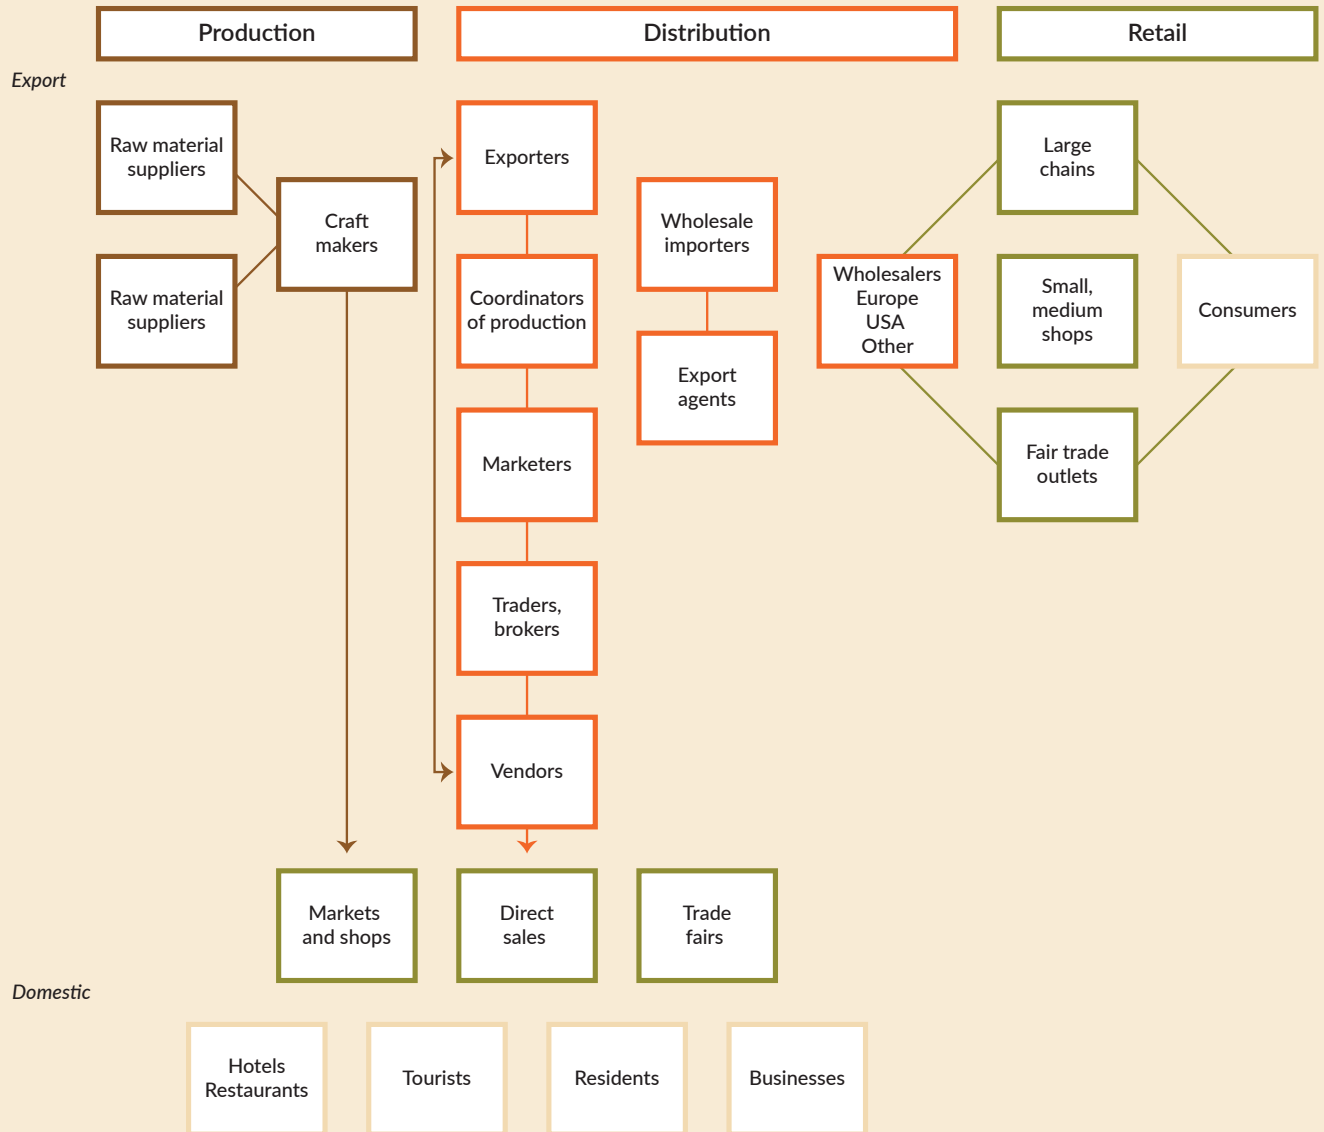 Production
Distribution
Retail
Export
Raw material
suppliers
Raw material
suppliers
Craft
makers
Exporters
Coordinators
of production
Marketers
Traders,
brokers
Vendors
Wholesale
importers
Export
agents
Wholesalers
Europe
USA
Other
Large
chains
Small,
medium
shops
Fair trade
outlets
Consumers
Markets
and shops
Direct
sales
Trade
fairs
Domestic
Hotels
Restaurants
Tourists
Residents
Businesses